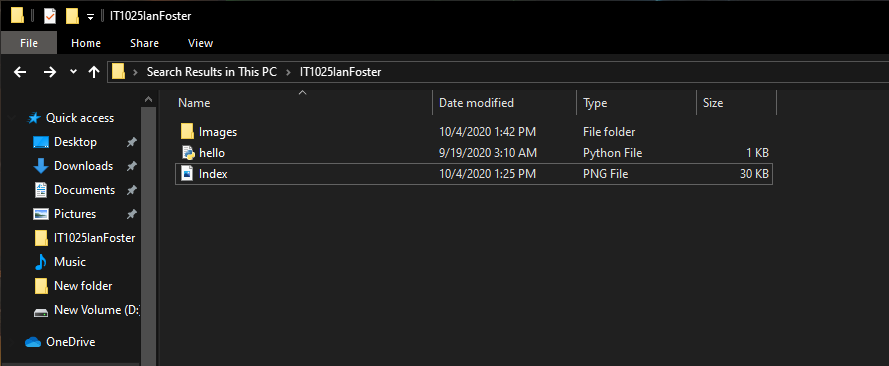 IT1025IanFoster
File Home Share View
Search Results in This PC > IT1025IanFoster
Name Date modified Type Size
Quick access
Desktop
Downloads
Documents
Pictures
IT1025IanFoster
Music
New folder
New Volume (D:)
OneDrive
Images 10/4/2020 1:42 PM File folder
hello 9/19/2020 3:10 AM Python File 1 KB
Index 10/4/2020 1:25 PM PNG File 30 KB